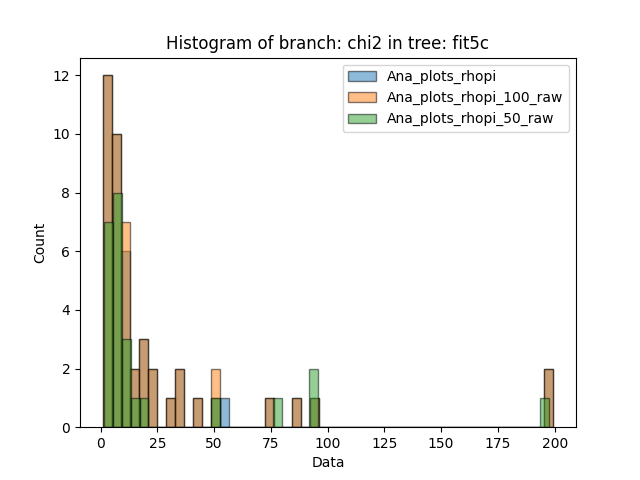 Histogram of branch: chi2 in tree: fit5c
Ana_plots_rhopi
Ana_plots_rhopi_100_raw
Ana_plots_rhopi_50_raw
12
10
8
6
4
2
0
Count
0 25 50 75 100 125 150 175 200
Data